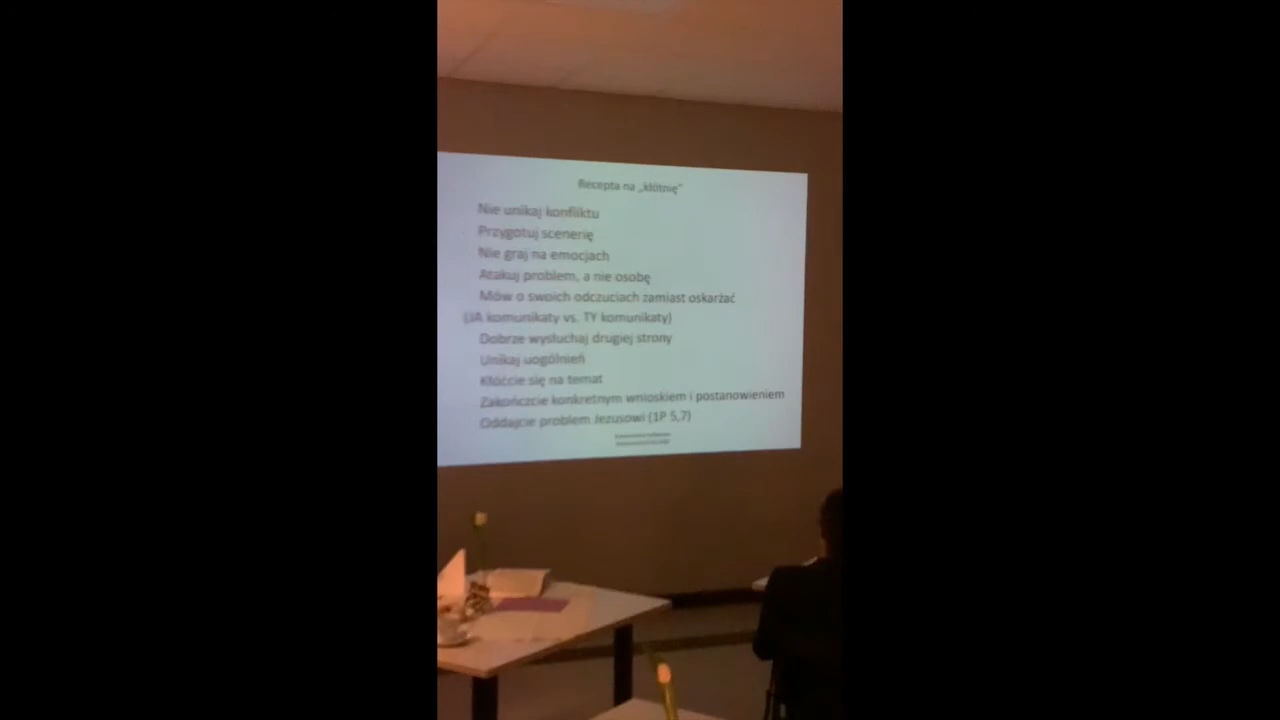 Recepta na „kłótnię”
Nie unikaj konfliktu
Przygotuj scenerię
Nie graj na emocjach
Atakuj problem, a nie osobę
Mów o swoich odczuciach zamiast oskarżać
(JA komunikaty vs. TY komunikaty)
Dobrze wysłuchaj drugiej strony
Unikaj uogólnień
Kłóćcie się na temat
Zakończcie konkretnym wnioskiem i postanowieniem
Oddajcie problem Jezusowi (1P 5,7)